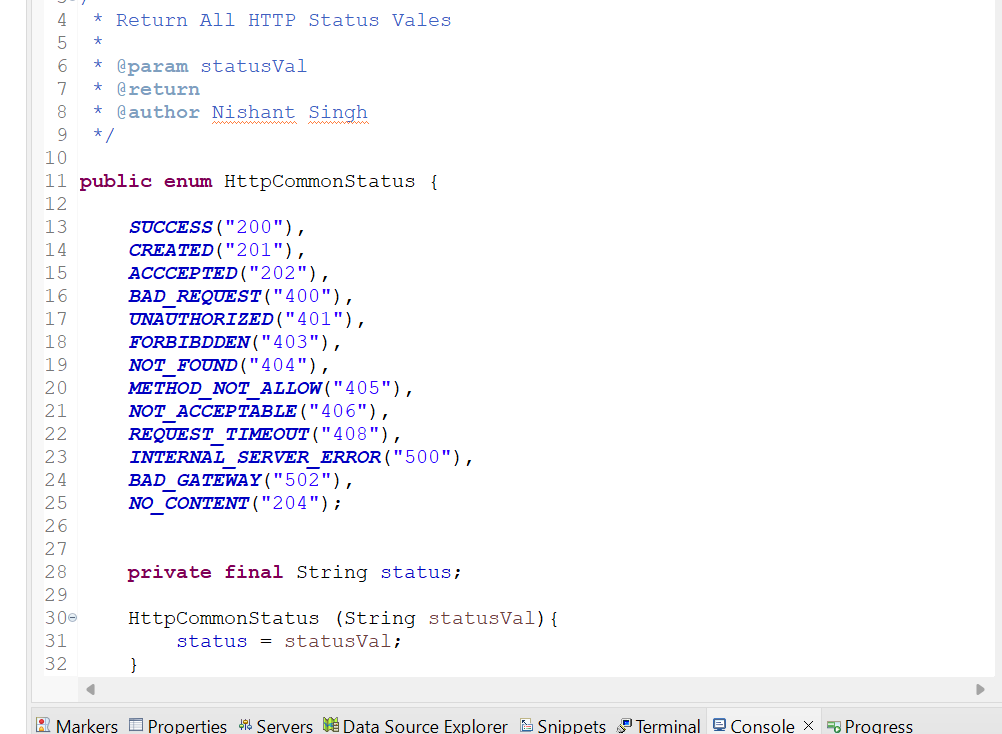 4 * Return All HTTP Status Vales
5 *
6 * @param statusVal
7 * @return
8 * @author Nishant Singh
9 */
10
11 public enum HttpCommonStatus {
12
13 SUCCESS("200"),
14 CREATED("201"),
15 ACCCEPTED("202"),
16 BAD_REQUEST("400"),
17 UNAUTHORIZED("401"),
18 FORBIBDDEN("403"),
19 NOT_FOUND("404"),
20 METHOD_NOT_ALLOW("405"),
21 NOT_ACCEPTABLE("406"),
22 REQUEST_TIMEOUT("408"),
23 INTERNAL_SERVER_ERROR("500"),
24 BAD_GATEWAY("502"),
25 NO_CONTENT("204");
26
27
28 private final String status;
29
30 HttpCommonStatus (String statusVal){
31 status = statusVal;
32 }
Markers Properties Servers Data Source Explorer Snippets Terminal Console Progress